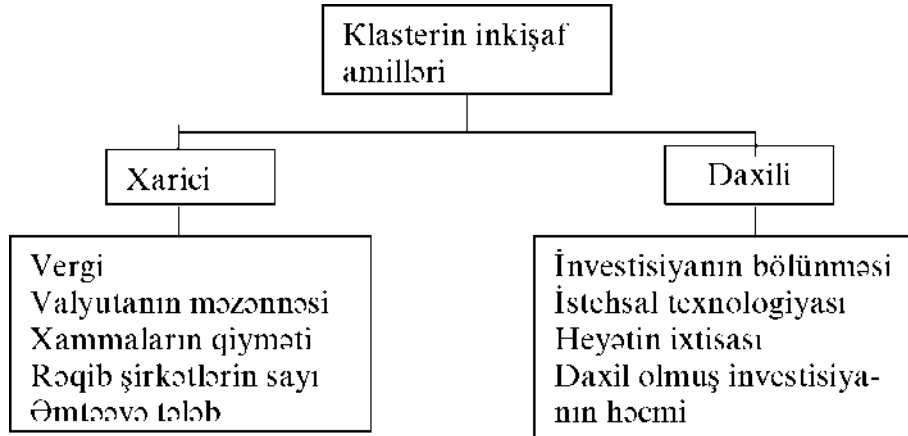 Klasterin inkişaf
amilləri
Xarici
Daxili
Vergi
Valyutanın məzənnəsi
Xammaların qiyməti
Rəqib şirkətlərin sayı
Əmtəəvə tələb
İnvestisiyanın bölünməsi
İstehsal texnologiyası
Heyətin ixtisası
Daxil olmuş investisiya-
nın həcmi